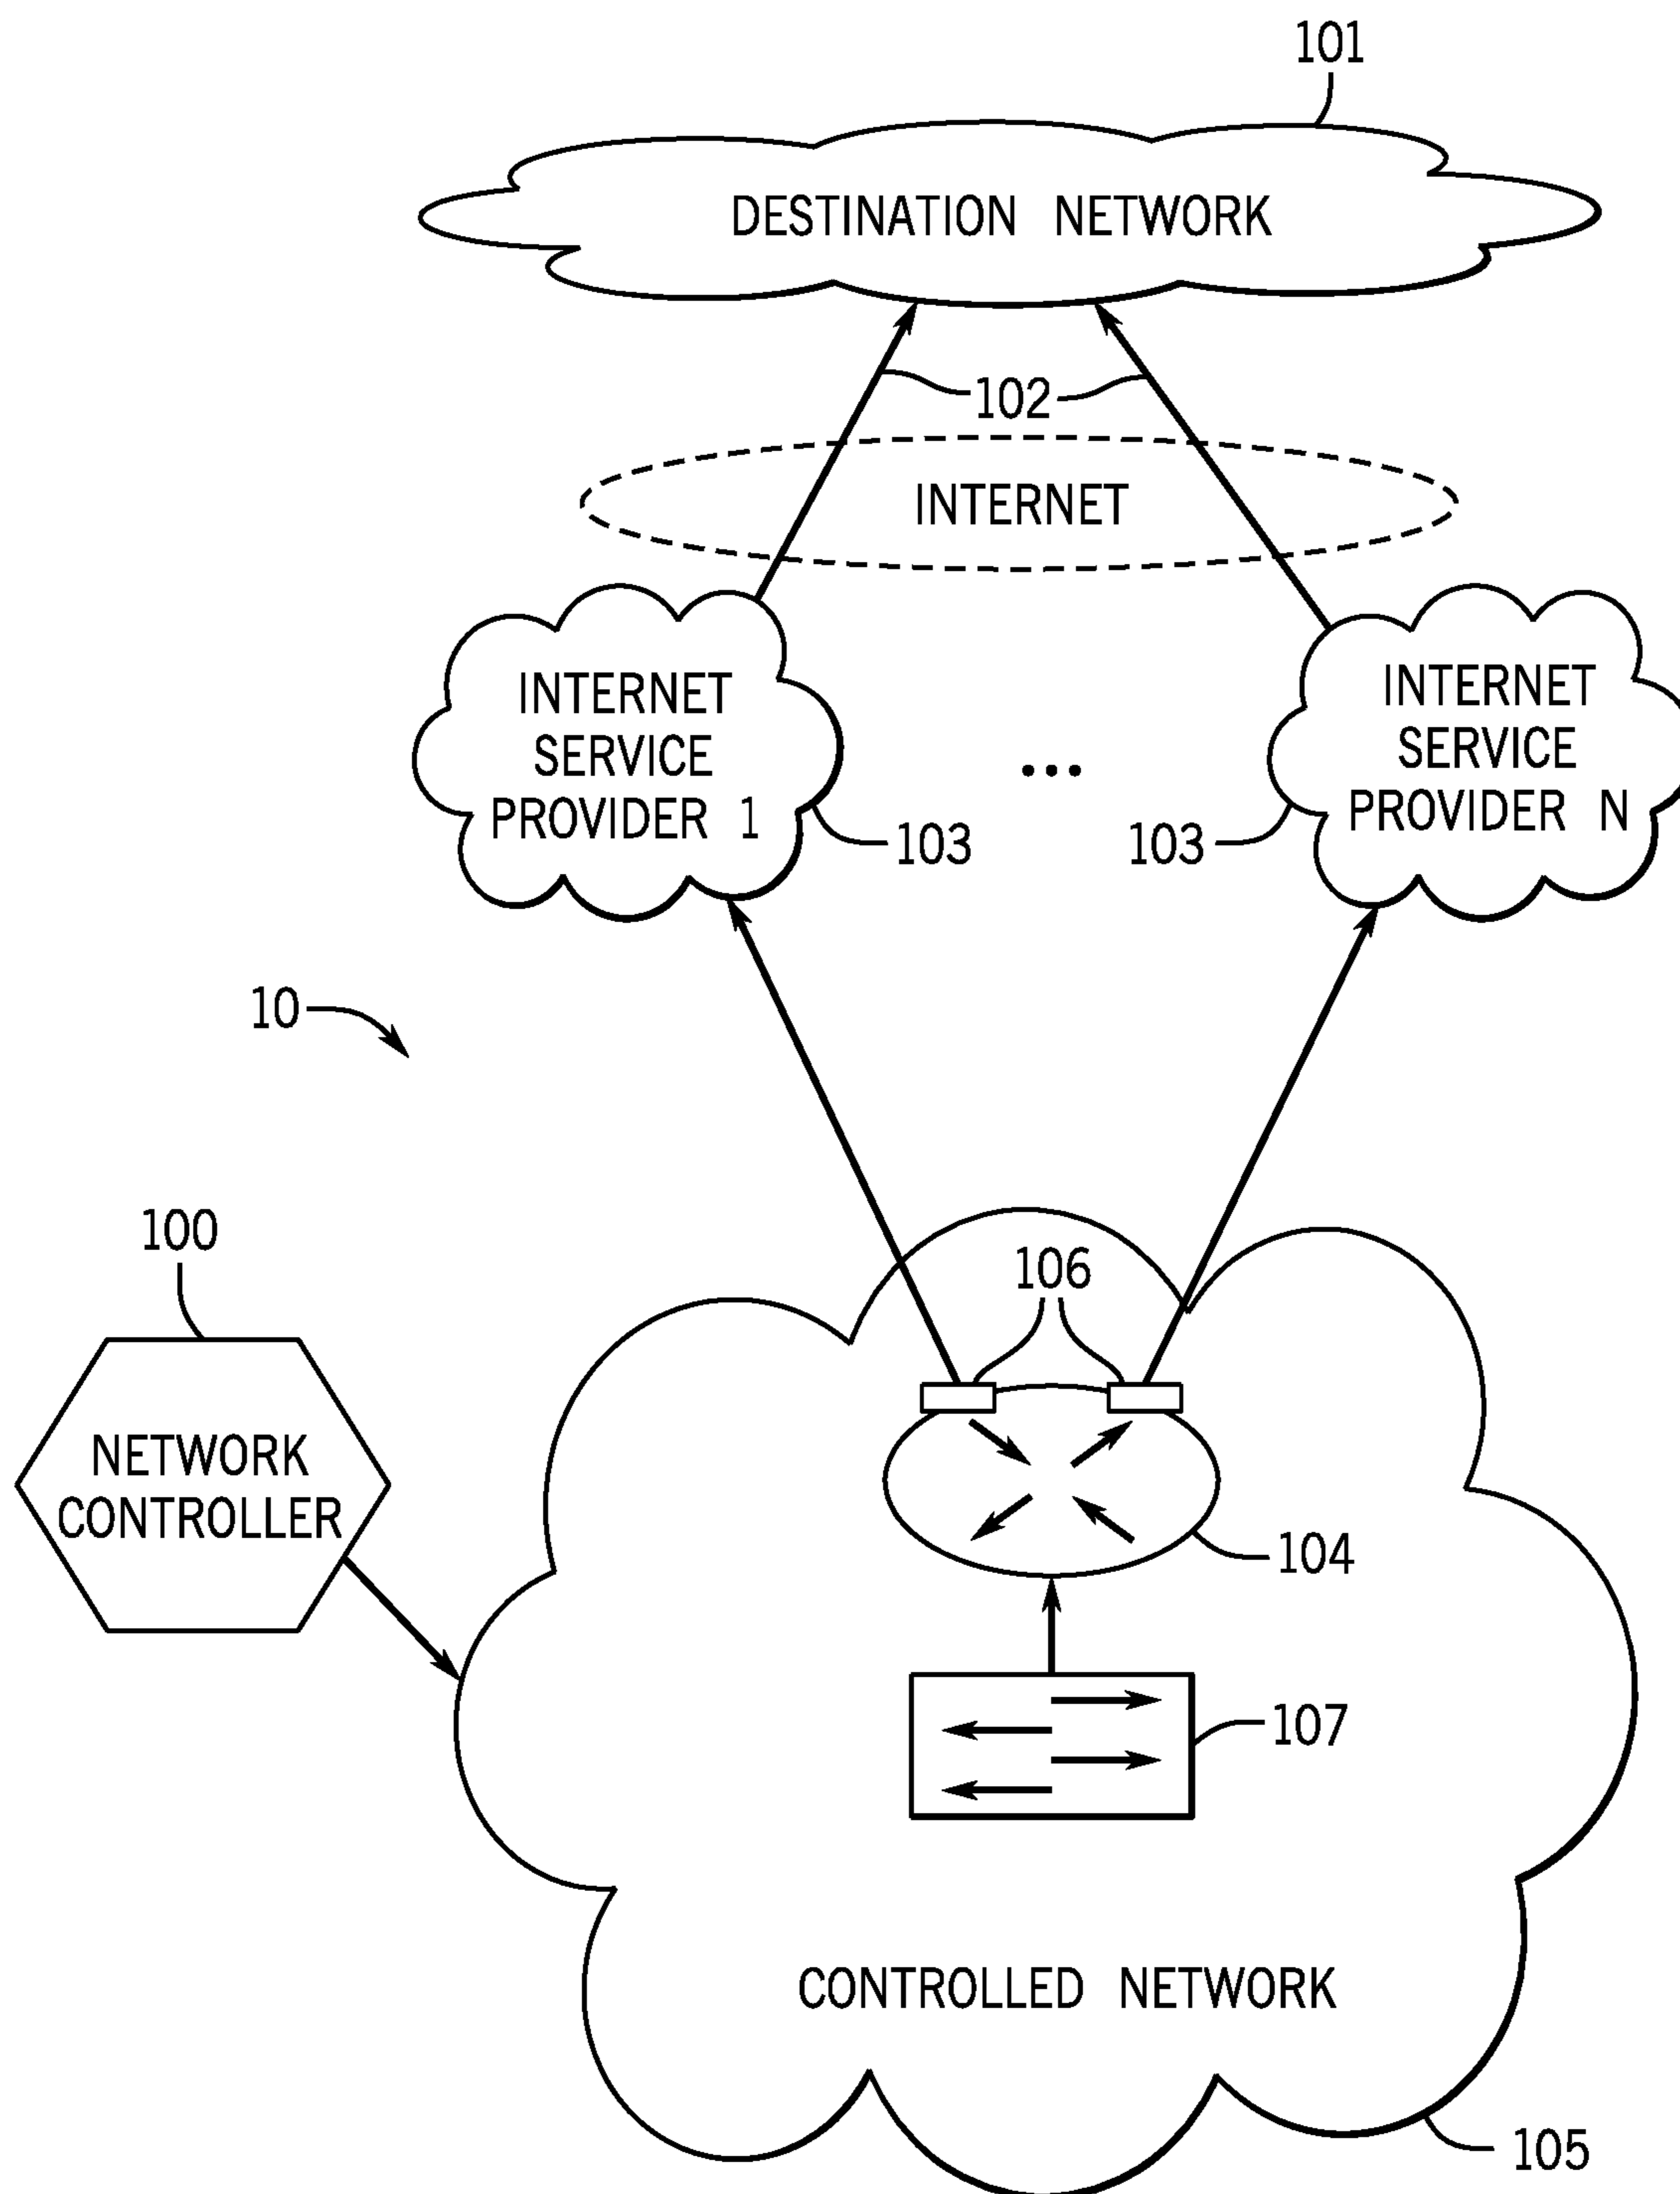 101
DESTINATION NETWORK
102
INTERNET
INTERNET
SERVICE
PROVIDER 1
103
...
103
INTERNET
SERVICE
PROVIDER N
10
100
NETWORK
CONTROLLER
106
104
107
CONTROLLED NETWORK
105